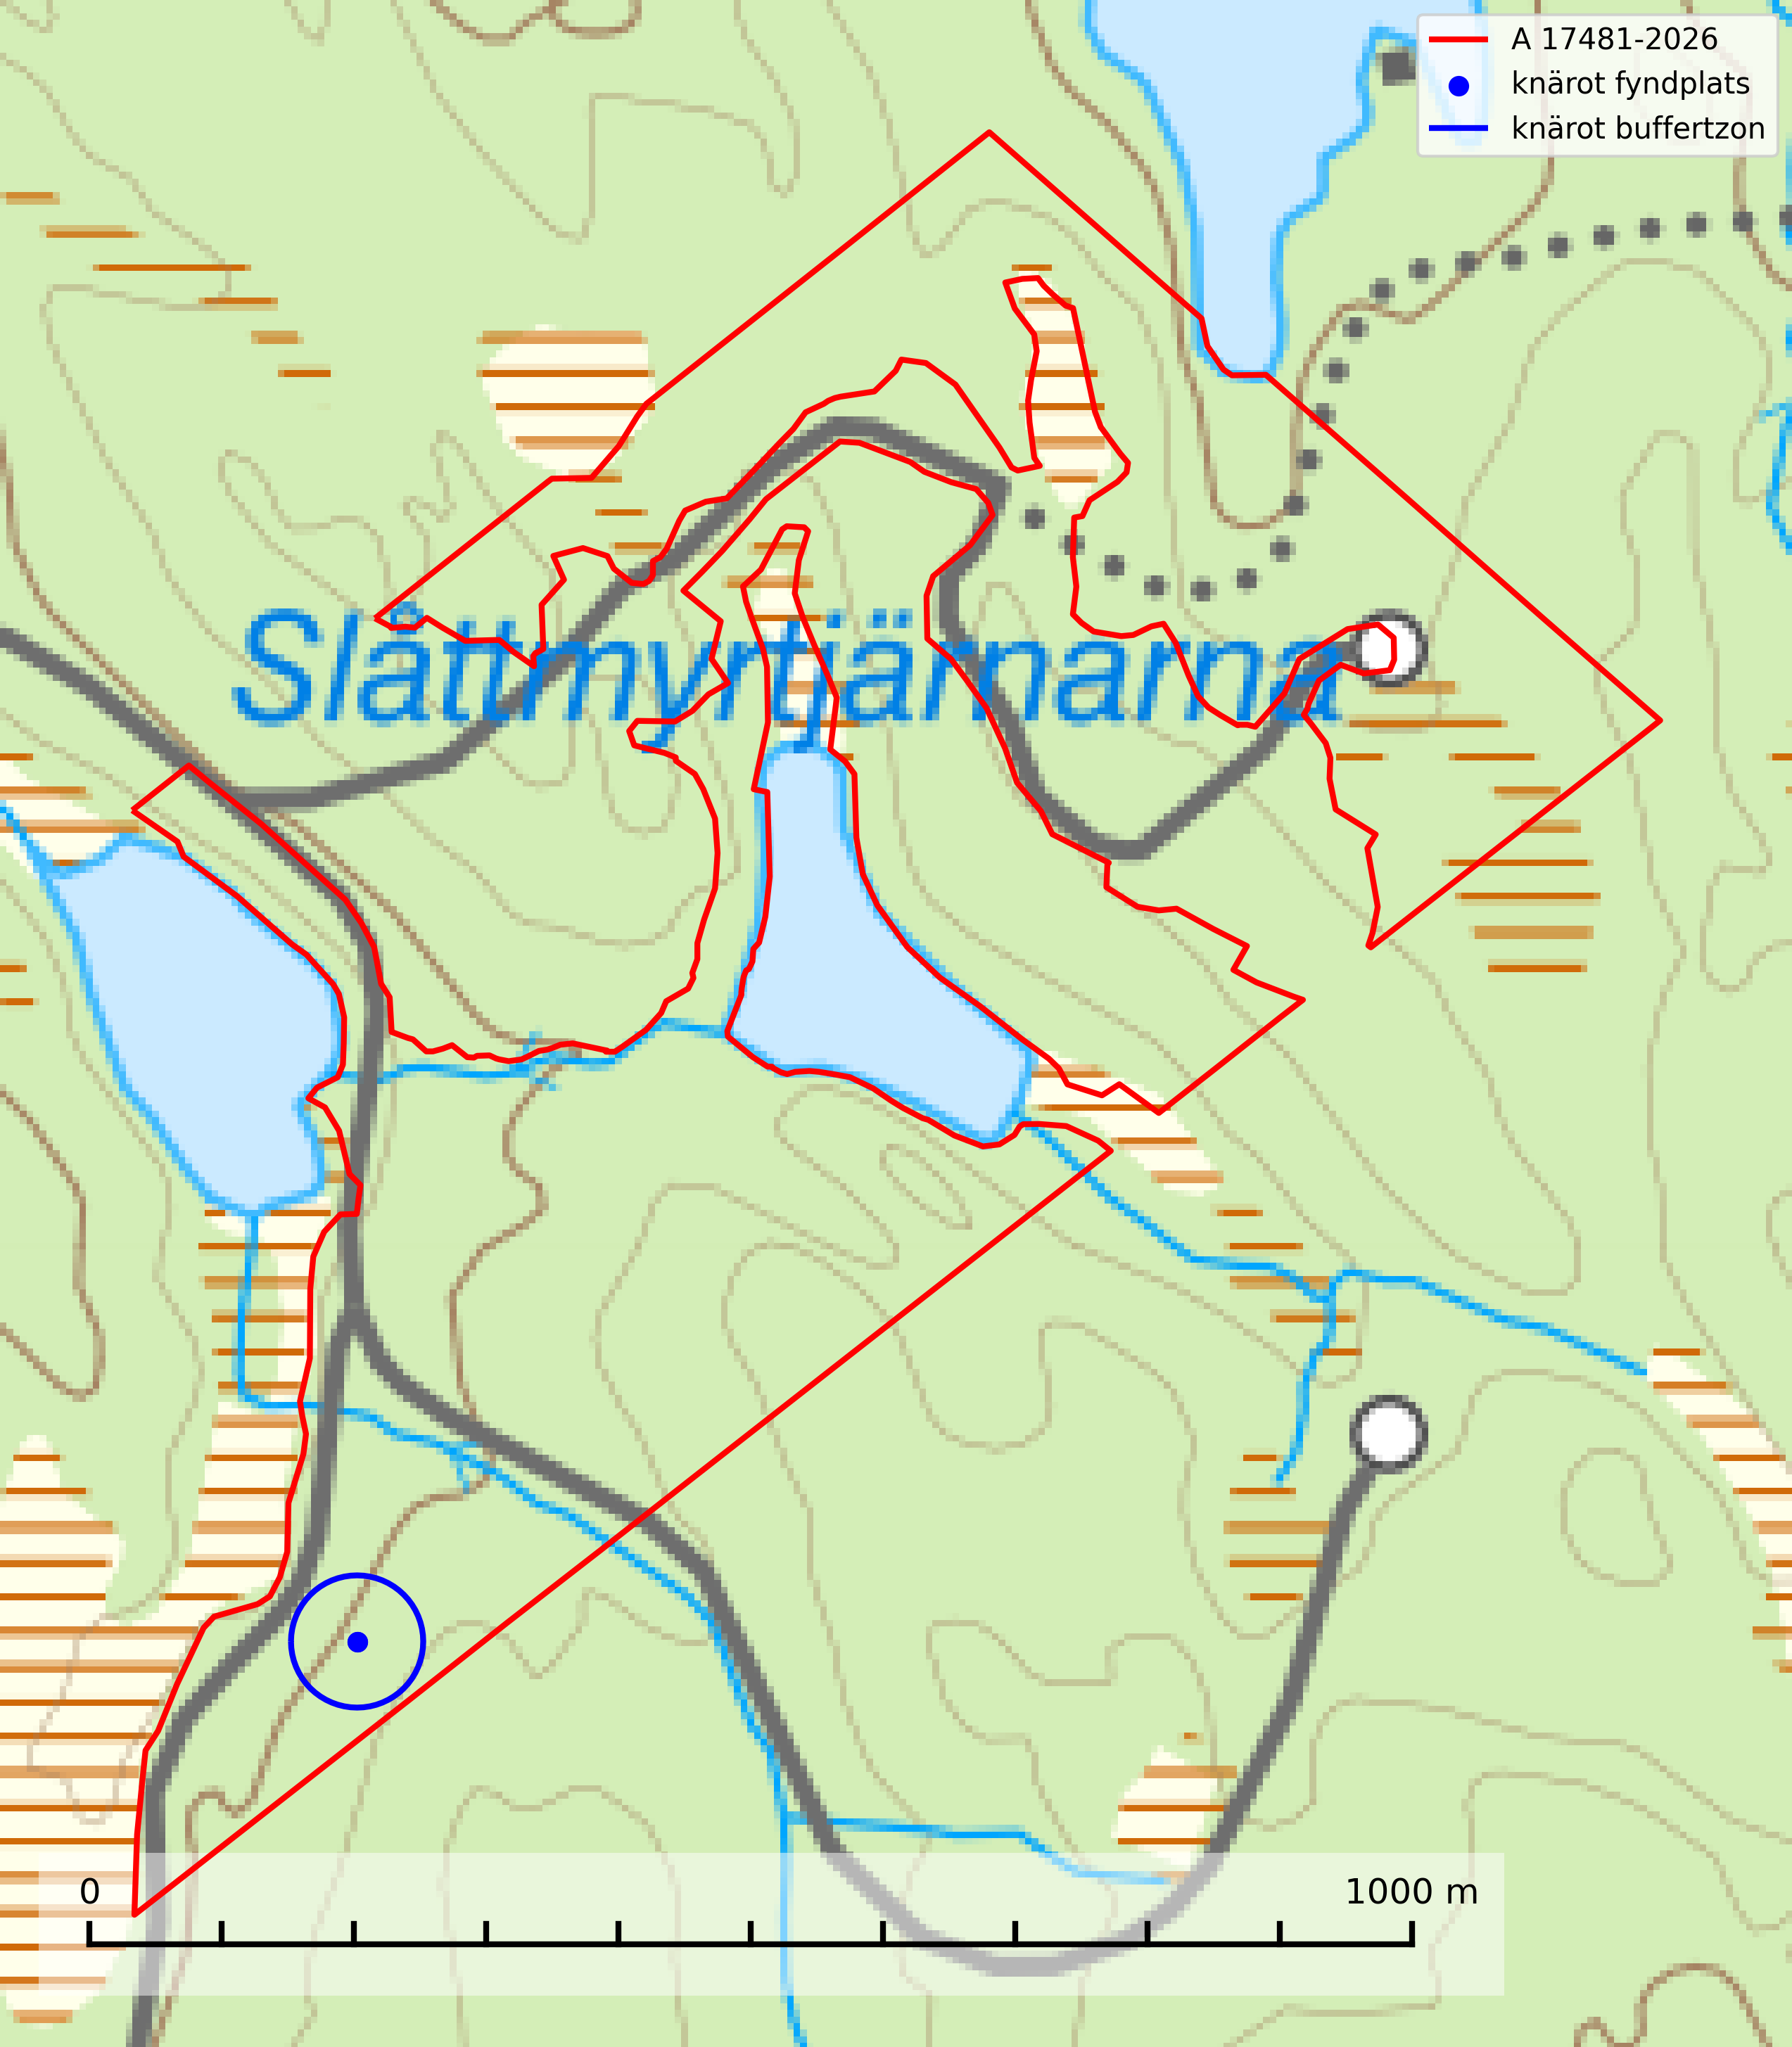 A 17481-2026
knärot fyndplats
knärot buffertzon
Slåttmyrtjärnarna
0 1000 m